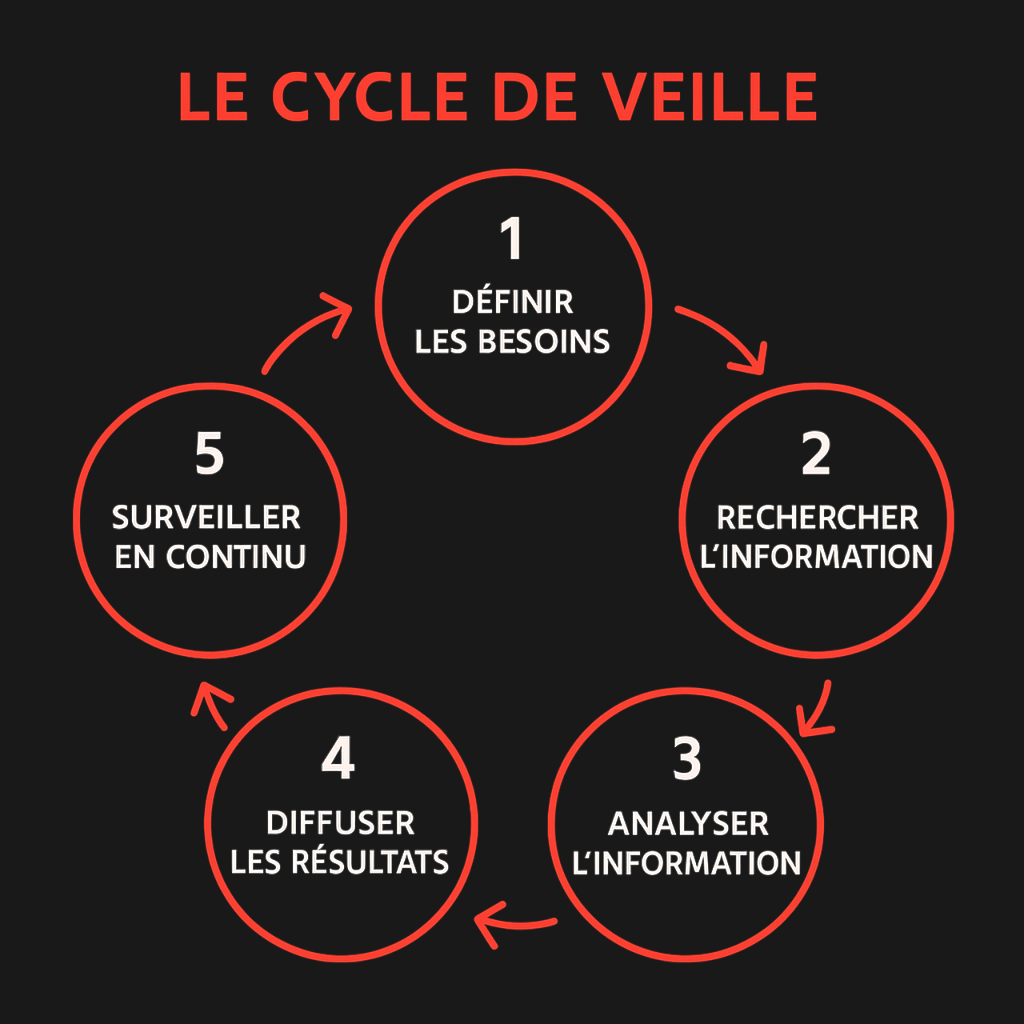 LE CYCLE DE VEILLE
1
DÉFINIR
LES BESOINS
2
RECHERCHER
L'INFORMATION
3
ANALYSER
L'INFORMATION
4
DIFFUSER
LES RÉSULTATS
5
SURVEILLER
EN CONTINU